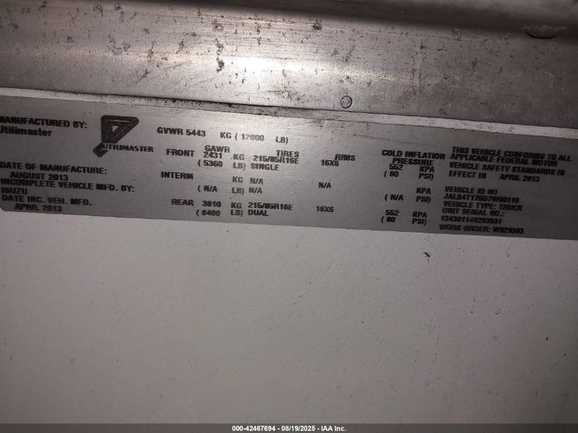 MANUFACTURED BY:
Utilimaster
UTILIMASTER
GVWR 5443 KG ( 12000 LB)
GAWR TIRES RIMS COLD INFLATION PRESSURE
FRONT 2431 KG 215/85R16E 16X6 552 KPA
( 5360 LB) SINGLE ( 80 PSI)
INTERM KG N/A N/A KPA
( N/A LB) N/A ( N/A PSI)
REAR 3810 KG 215/85R16E 16X6 552 KPA
( 8400 LB) DUAL ( 80 PSI)
DATE OF MANUFACTURE:
AUGUST 2013
INCOMPLETE VEHICLE MFD. BY:
ISUZU
DATE INC. VEH. MFD.
APRIL 2013
THIS VEHICLE CONFORMS TO ALL
APPLICABLE FEDERAL MOTOR
VEHICLE SAFETY STANDARDS IN
EFFECT IN APRIL 2013
VEHICLE ID NO
VEHICLE TYPE: TRUCK
UNIT SERIAL NO.:
WORK ORDER:
000-42467694 - 08/19/2025 - IAA Inc.